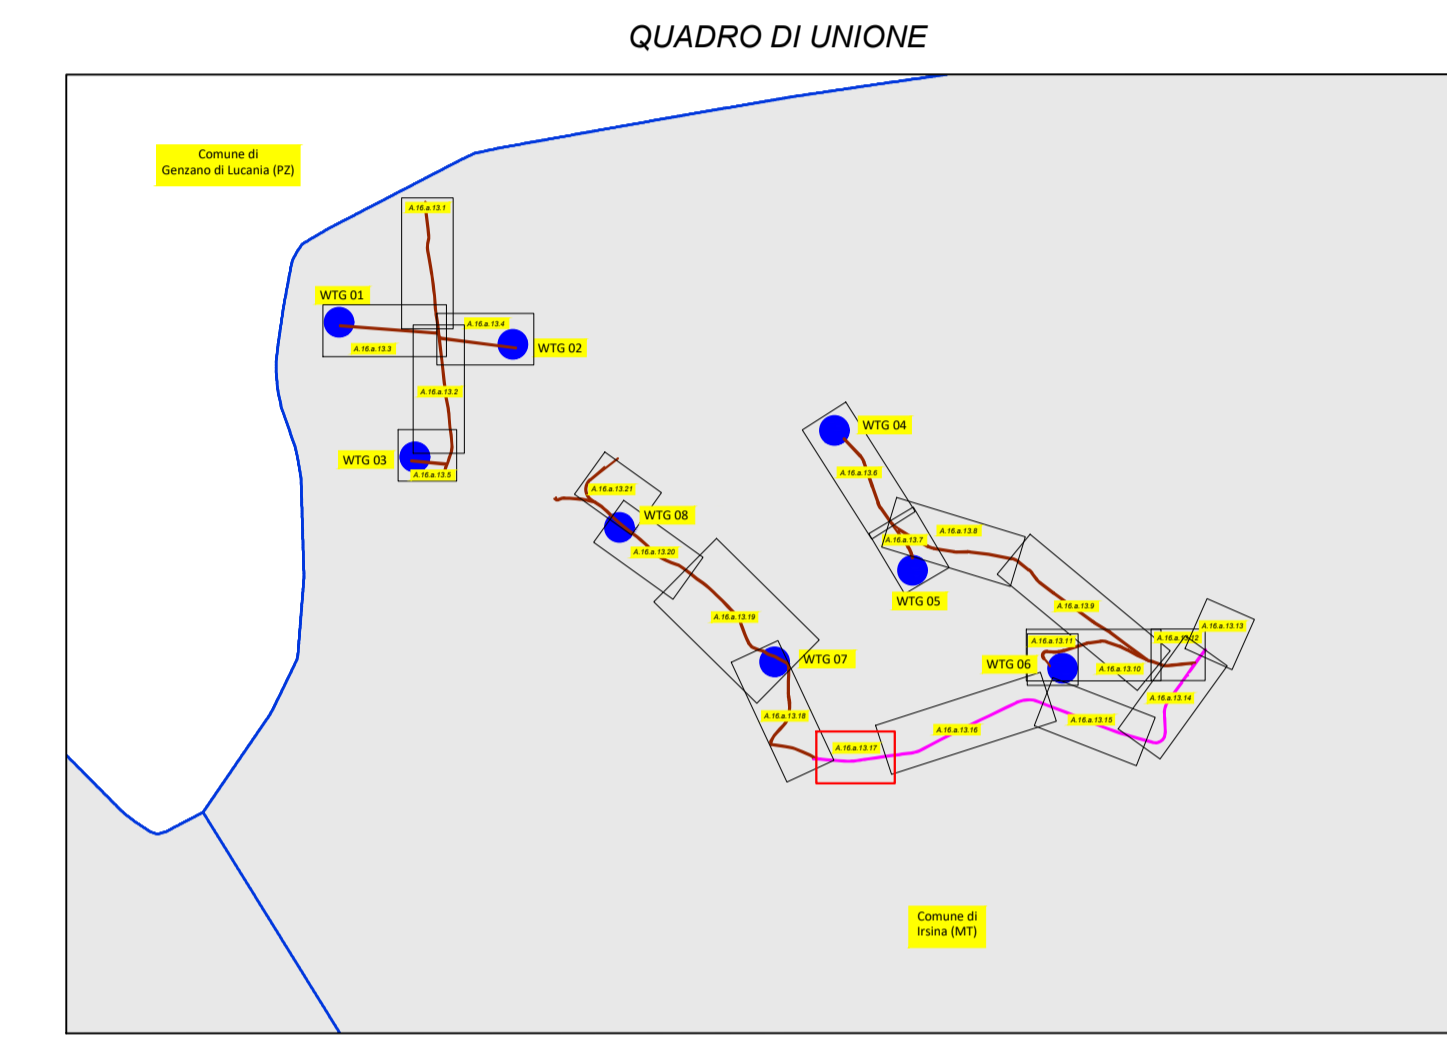 QUADRO DI UNIONE
Comune di
Genzano di Lucania (PZ)
A.16.a.13.1
WTG 01
A.16.a.13.4
A.16.a.13.3
WTG 02
A.16.a.13.2
WTG 03
A.16.a.13.5
WTG 04
A.16.a.13.6
A.16.a.13.21
WTG 08
A.16.a.13.20
A.16.a.13.8
A.16.a.13.7
WTG 05
A.16.a.13.9
A.16.a.13.19
A.16.a.13.13
A.16.a.13.11
A.16.a.13.12
WTG 07
WTG 06
A.16.a.13.10
A.16.a.13.14
A.16.a.13.18
A.16.a.13.15
A.16.a.13.16
A.16.a.13.17
Comune di
Irsina (MT)